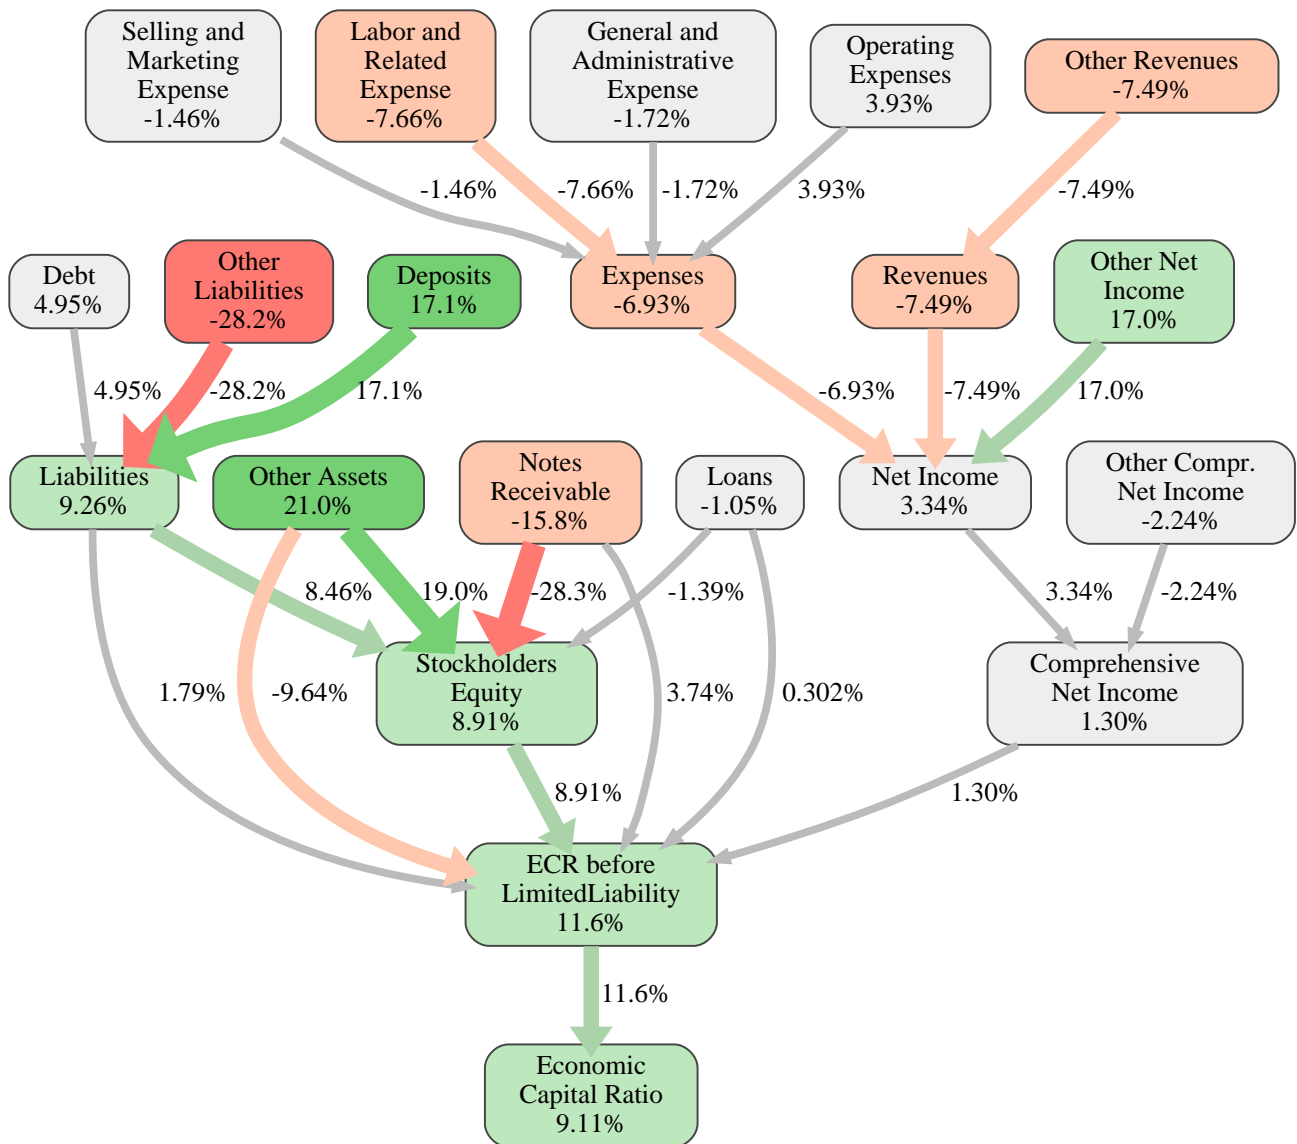 Selling and
Marketing
Expense
-1.46%
Labor and
Related
Expense
-7.66%
General and
Administrative
Expense
-1.72%
Operating
Expenses
3.93%
Other Revenues
-7.49%
-1.46%
-7.66%
-1.72%
3.93%
-7.49%
Debt
4.95%
Other
Liabilities
-28.2%
Deposits
17.1%
Expenses
-6.93%
Revenues
-7.49%
Other Net
Income
17.0%
4.95%
-28.2%
17.1%
-6.93%
-7.49%
17.0%
Liabilities
9.26%
Other Assets
21.0%
Notes
Receivable
-15.8%
Loans
-1.05%
Net Income
3.34%
Other Compr.
Net Income
-2.24%
8.46%
19.0%
-28.3%
-1.39%
3.34%
-2.24%
Stockholders
Equity
8.91%
Comprehensive
Net Income
1.30%
1.79%
-9.64%
3.74%
0.302%
8.91%
1.30%
ECR before
LimitedLiability
11.6%
11.6%
Economic
Capital Ratio
9.11%